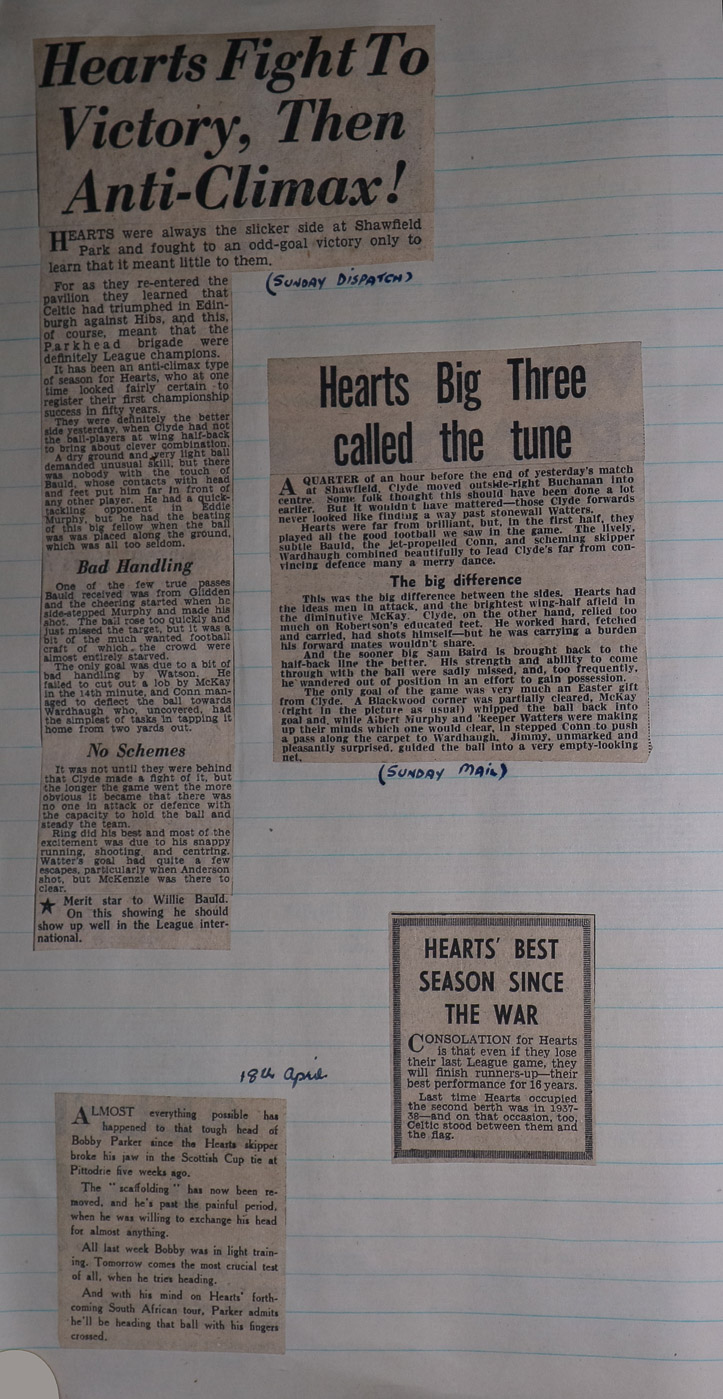 Hearts Fight To
Victory, Then
Anti-Climax!
HEARTS were always the slicker side at Shawfield
Park and fought to an odd-goal victory only to
learn that it meant little to them.
(SUNDAY DISPATCH)
For as they re-entered the
pavilion they learned that
Celtic had triumphed in Edin-
burgh against Hibs, and this,
of course, meant that the
Parkhead brigade were
definitely League champions.
It has been an anti-climax type
of season for Hearts, who at one
time looked fairly certain to
register their first championship
success in fifty years.
They were definitely the better
side yesterday, when Clyde had not
the ball-players at wing half-back
to bring about clever combination.
A dry ground and very light ball
demanded unusual skill, but there
was nobody with the touch of
Bauld, whose contacts with head
and feet put him far in front of
any other player. He had a quick-
tackling opponent in Eddie
Murphy, but he had the beating
of this big fellow when the ball
was was placed along the ground,
which was all too seldom.
Bad Handling
One of the few true passes
Bauld received was from Glidden
and the cheering started when he
side-stepped Murphy and made his
shot. The ball rose too quickly and
just missed the target, but it was a
bit of the much wanted football
craft of which the crowd were
almost entirely starved.
The only goal was due to a bit of
bad handling by Watson. He
failed to cut out a lob by McKay
in the 14th minute, and Conn man-
aged to deflect the ball towards
Wardhaugh who, uncovered, had
the simplest of tasks in tapping it
home from two yards out.
No Schemes
It was not until they were behind
that Clyde made a fight of it, but
the longer the game went the more
obvious it became that there was
no one in attack or defence with
the capacity to hold the ball and
steady the team.
Ring did his best and most of the
excitement was due to his snappy
running, shooting, and centring.
Watter's goal had quite a few
escapes, particularly when Anderson
shot, but McKenzie was there to
clear.
★ Merit star to Willie Bauld.
On this showing he should
show up well in the League inter-
national.
Hearts Big Three
called the tune
A QUARTER of an hour before the end of yesterday's match
at Shawfield, Clyde moved outside-right Buchanan into
centre. Some folk thought this should have been done a lot
earlier. But it wouldn't have mattered—those Clyde forwards
never looked like finding a way past stonewall Watters.
Hearts were far from brilliant, but, in the first half, they
played all the good football we saw in the game. The lively,
subtle Bauld, the jet-propelled Conn, and scheming skipper
Wardhaugh combined beautifully to lead Clyde's far from con-
vincing defence many a merry dance.
The big difference
This was the big difference between the sides. Hearts had
the ideas men in attack, and the brightest wing-half afield in
the diminutive McKay. Clyde, on the other hand, relied too
much on Robertson's educated feet. He worked hard, fetched
and carried, had shots himself—but he was carrying a burden
his forward mates wouldn't share.
And the sooner big Sam Baird is brought back to the
half-back line the better. His strength and ability to come
through with the ball were sadly missed, and, too frequently,
he wandered out of position in an effort to gain possession.
The only goal of the game was very much an Easter gift
from Clyde. A Blackwood corner was partially cleared, McKay
(right in the picture as usual) whipped the ball back into
goal and, while Albert Murphy and 'keeper Watters were making
up their minds which one would clear, in stepped Conn to push
a pass along the carpet to Wardhaugh. Jimmy, unmarked and
pleasantly surprised, guided the ball into a very empty-looking
net.
(SUNDAY MAIL)
HEARTS' BEST
SEASON SINCE
THE WAR
CONSOLATION for Hearts
is that even if they lose
their last League game, they
will finish runners-up—their
best performance for 16 years.
Last time Hearts occupied
the second berth was in 1937-
38—and on that occasion, too,
Celtic stood between them and
the flag.
18th April
ALMOST everything possible has
happened to that tough head of
Bobby Parker since the Hearts skipper
broke his jaw in the Scottish Cup tie at
Pittodrie five weeks ago.
The "scaffolding" has now been re-
moved, and he's past the painful period,
when he was willing to exchange his head
for almost anything.
All last week Bobby was in light train-
ing. Tomorrow comes the most crucial test
of all, when he tries heading.
And with his mind on Hearts' forth-
coming South African tour, Parker admits
he'll be heading that ball with his fingers
crossed.